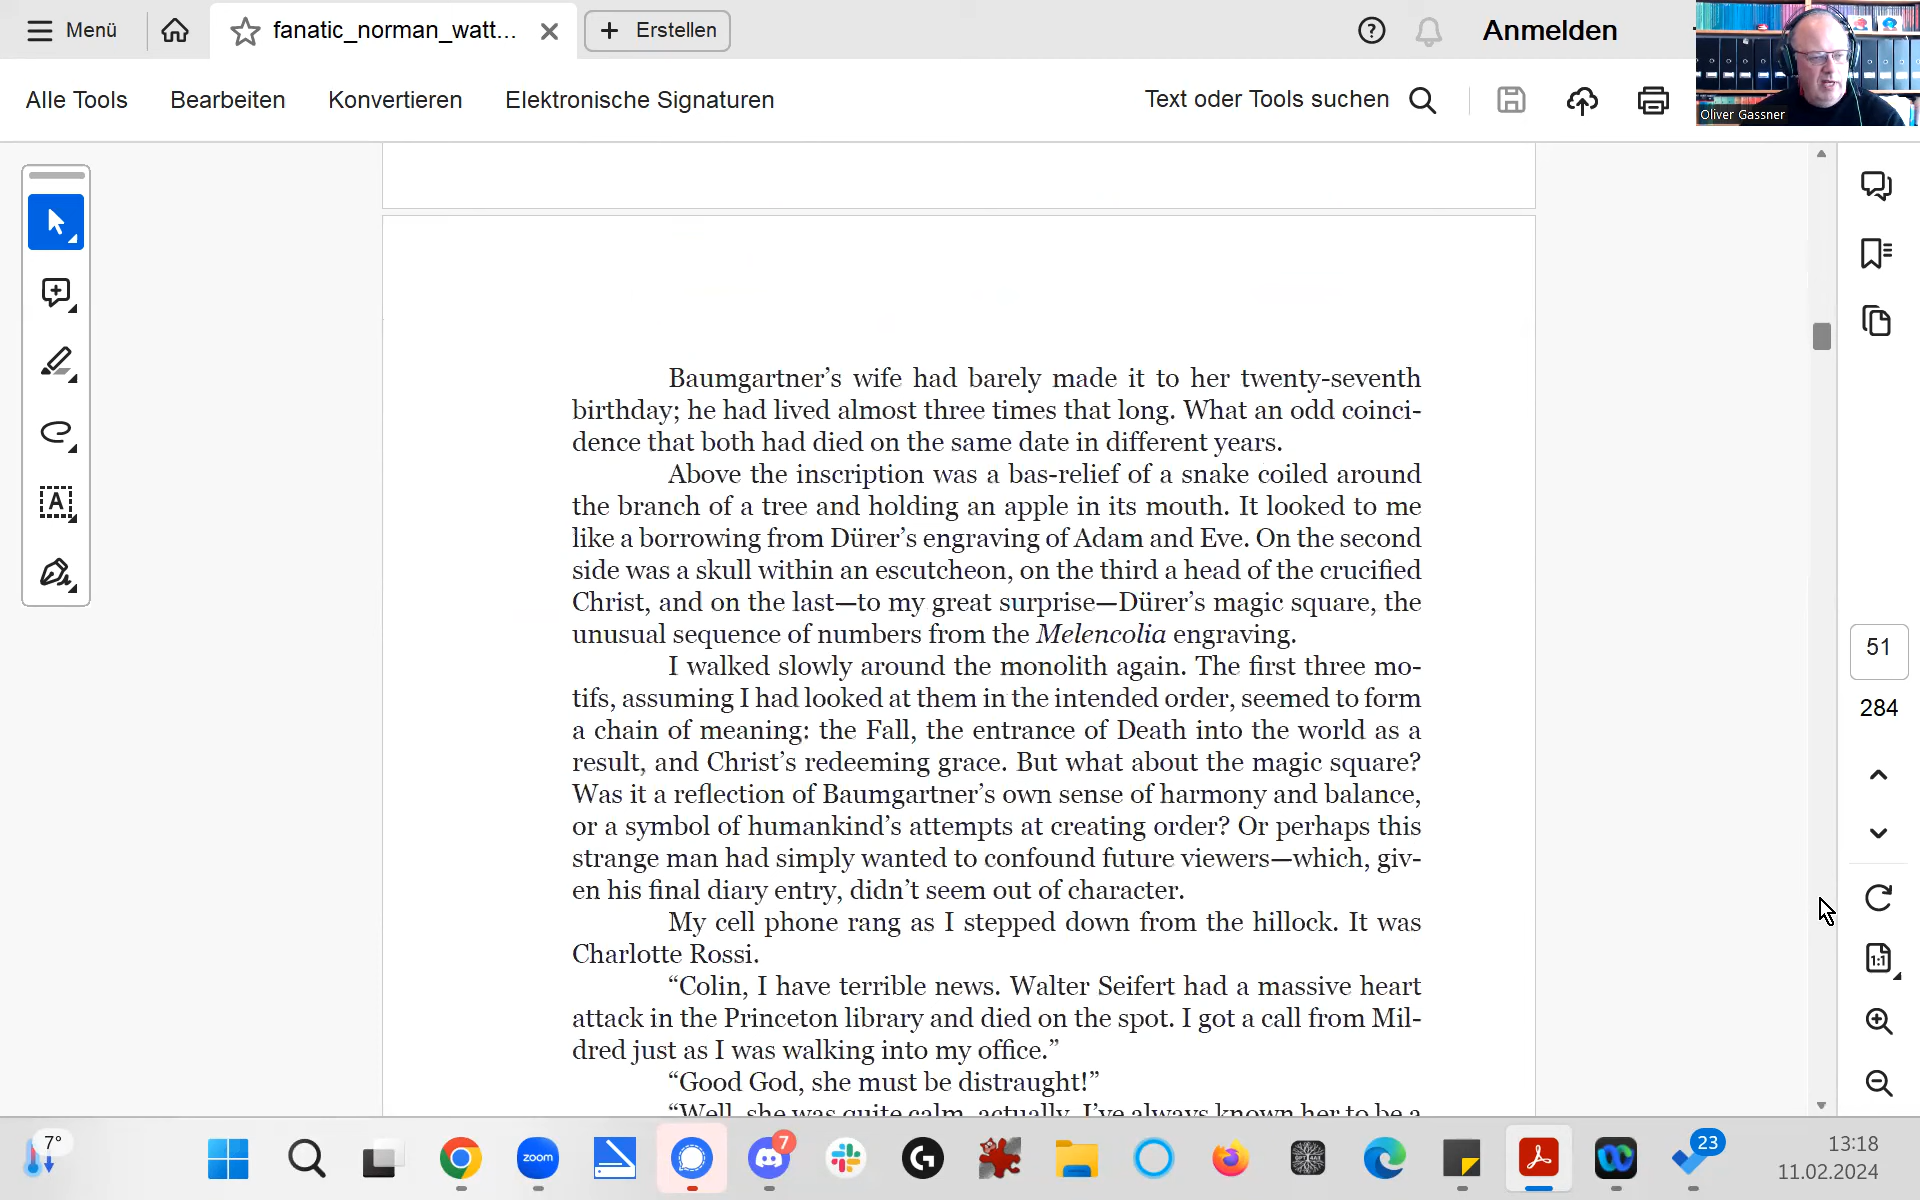 Menü
fanatic_norman_watt...
Erstellen
Anmelden
Alle Tools
Bearbeiten
Konvertieren
Elektronische Signaturen
Text oder Tools suchen
Oliver Gassner
Baumgartner’s wife had barely made it to her twenty-seventh
birthday; he had lived almost three times that long. What an odd coinci-
dence that both had died on the same date in different years.
Above the inscription was a bas-relief of a snake coiled around
the branch of a tree and holding an apple in its mouth. It looked to me
like a borrowing from Dürer’s engraving of Adam and Eve. On the second
side was a skull within an escutcheon, on the third a head of the crucified
Christ, and on the last—to my great surprise—Dürer’s magic square, the
unusual sequence of numbers from the Melencolia engraving.
I walked slowly around the monolith again. The first three mo-
tifs, assuming I had looked at them in the intended order, seemed to form
a chain of meaning: the Fall, the entrance of Death into the world as a
result, and Christ’s redeeming grace. But what about the magic square?
Was it a reflection of Baumgartner’s own sense of harmony and balance,
or a symbol of humankind’s attempts at creating order? Or perhaps this
strange man had simply wanted to confound future viewers—which, giv-
en his final diary entry, didn’t seem out of character.
My cell phone rang as I stepped down from the hillock. It was
Charlotte Rossi.
“Colin, I have terrible news. Walter Seifert had a massive heart
attack in the Princeton library and died on the spot. I got a call from Mil-
dred just as I was walking into my office.”
“Good God, she must be distraught!”
“Well, she was quite calm, actually. I’ve always known her to be a
51
284
1:1
7°
zoom
7
23
13:18
11.02.2024